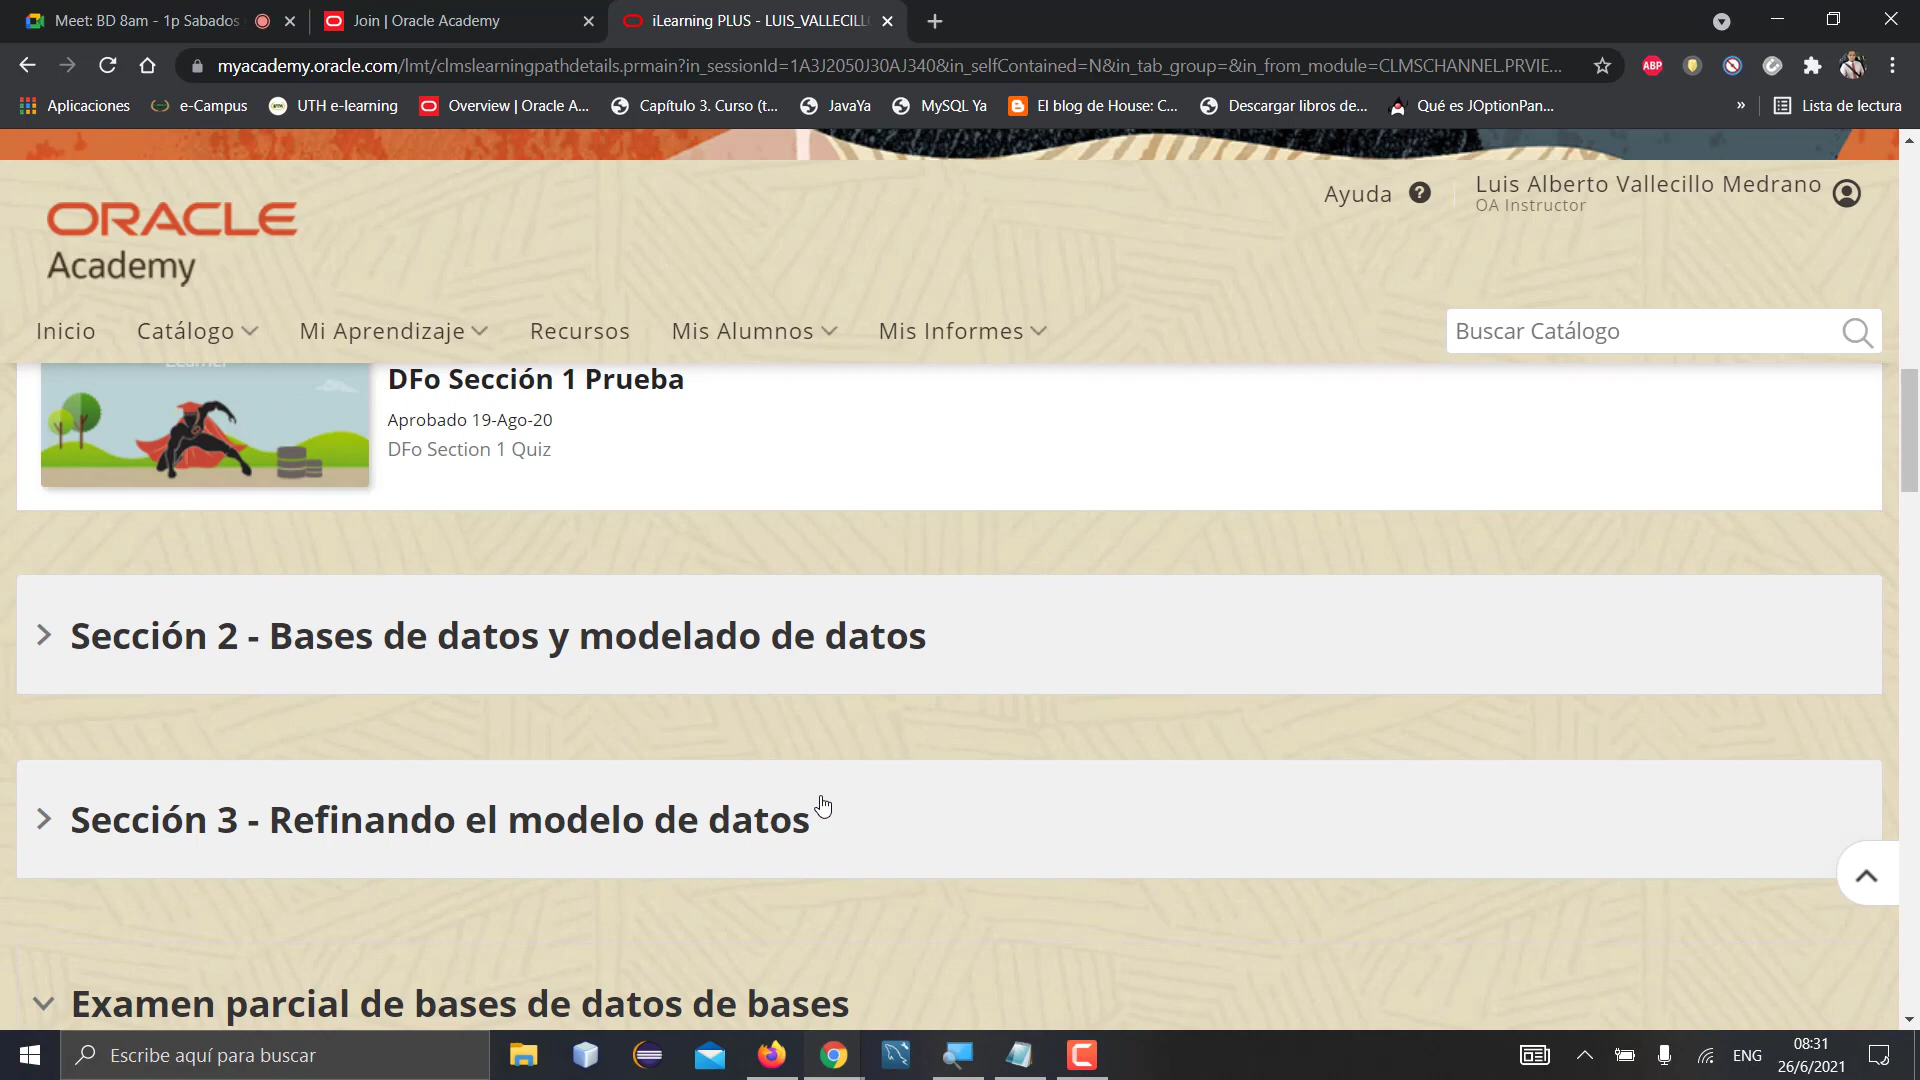 Meet: BD 8am - 1p Sabados
Join | Oracle Academy
iLearning PLUS - LUIS_VALLECILL
myacademy.oracle.com/lmt/clmslearningpathdetails.prmain?in_sessionId=1A3J2050J30AJ340&in_selfContained=N&in_tab_group=&in_from_module=CLMSCHANNEL.PRVIE...
ABP
Aplicaciones
e-Campus
UTH e-learning
Overview | Oracle A...
Capítulo 3. Curso (t...
JavaYa
MySQL Ya
El blog de House: C...
Descargar libros de...
Qué es JOptionPan...
»
Lista de lectura
ORACLE
Academy
Ayuda ?
Luis Alberto Vallecillo Medrano
OA Instructor
Inicio
Catálogo
Mi Aprendizaje
Recursos
Mis Alumnos
Mis Informes
Buscar Catálogo
Learner
DFo Sección 1 Prueba
Aprobado 19-Ago-20
DFo Section 1 Quiz
Sección 2 - Bases de datos y modelado de datos
Sección 3 - Refinando el modelo de datos
Examen parcial de bases de datos de bases
Escribe aquí para buscar
ENG
08:31
26/6/2021